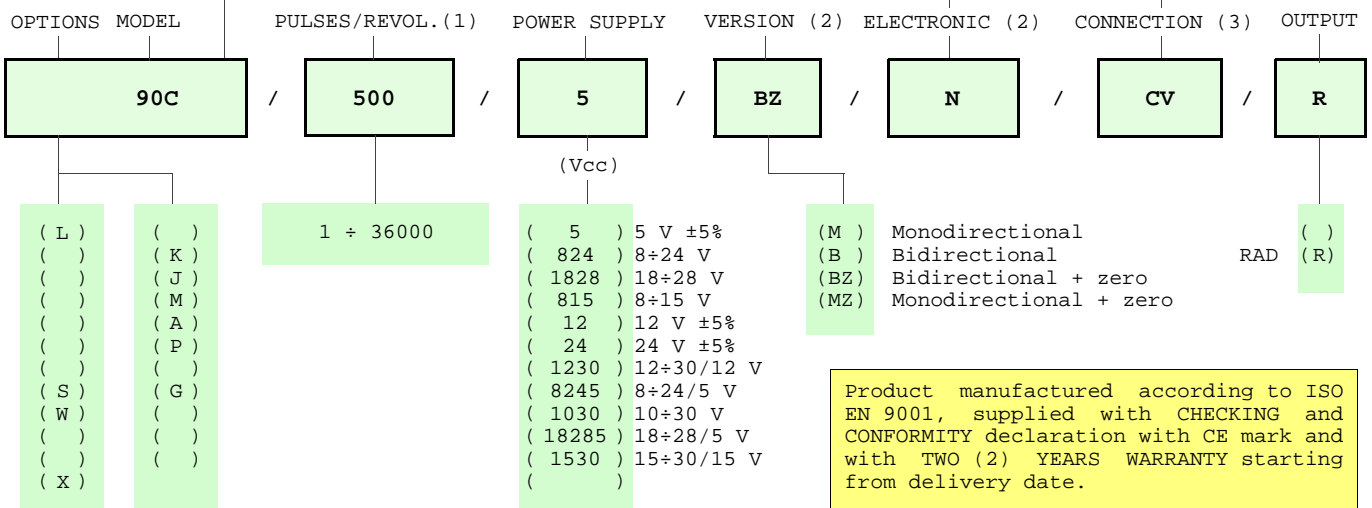 OPTIONS MODEL PULSES/REVOL.(1) POWER SUPPLY VERSION (2) ELECTRONIC (2) CONNECTION (3) OUTPUT
90C / 500 / 5 / BZ / N / CV / R
(Vcc)
( L ) ( ) 1 ÷ 36000 ( 5 ) 5 V ±5% (M ) Monodirectional ( )
( ) ( K ) ( 824 ) 8÷24 V (B ) Bidirectional RAD (R)
( ) ( J ) ( 1828 ) 18÷28 V (BZ) Bidirectional + zero
( ) ( M ) ( 815 ) 8÷15 V (MZ) Monodirectional + zero
( ) ( A ) ( 12 ) 12 V ±5%
( ) ( P ) ( 24 ) 24 V ±5%
( ) ( ) ( 1230 ) 12÷30/12 V
( S ) ( G ) ( 8245 ) 8÷24/5 V
( W ) ( ) ( 1030 ) 10÷30 V
( ) ( ) ( 18285 ) 18÷28/5 V
( ) ( ) ( 1530 ) 15÷30/15 V
( X ) ( )
Product manufactured according to ISO
EN 9001, supplied with CHECKING and
CONFORMITY declaration with CE mark and
with TWO (2) YEARS WARRANTY starting
from delivery date.